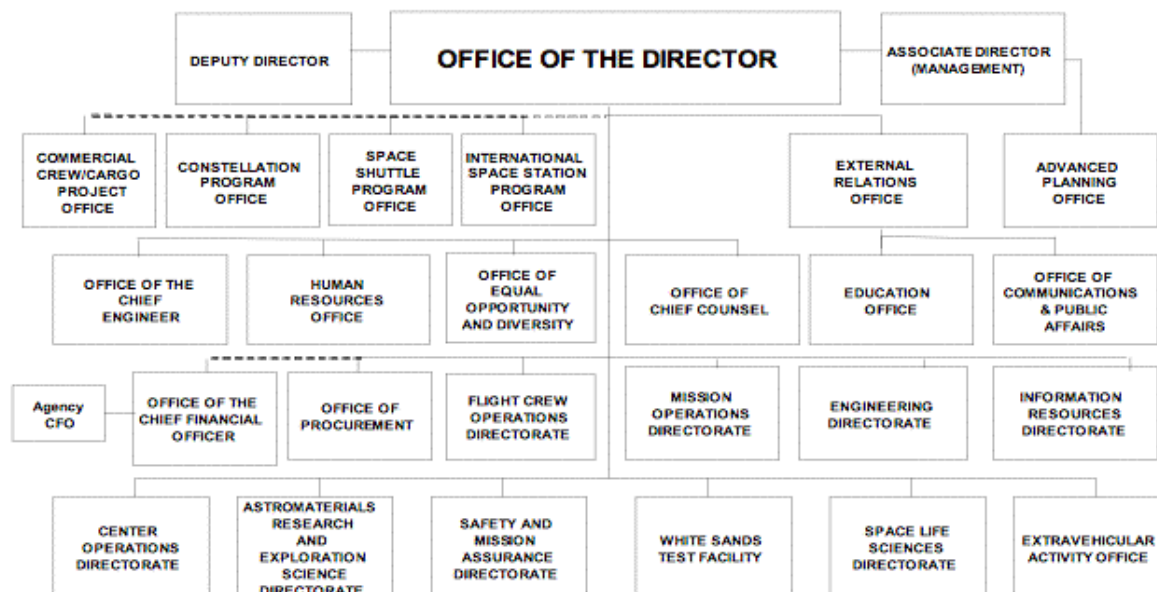 DEPUTY DIRECTOR
OFFICE OF THE DIRECTOR
ASSOCIATE DIRECTOR
(MANAGEMENT)
COMMERCIAL
CREW/CARGO
PROJECT
OFFICE
CONSTELLATION
PROGRAM
OFFICE
SPACE
SHUTTLE
PROGRAM
OFFICE
INTERNATIONAL
SPACE STATION
PROGRAM
OFFICE
EXTERNAL
RELATIONS
OFFICE
ADVANCED
PLANNING
OFFICE
OFFICE OF THE
CHIEF
ENGINEER
HUMAN
RESOURCES
OFFICE
OFFICE OF
EQUAL
OPPORTUNITY
AND DIVERSITY
OFFICE OF
CHIEF COUNSEL
EDUCATION
OFFICE
OFFICE OF
COMMUNICATIONS
& PUBLIC
AFFAIRS
Agency
CFO
OFFICE OF THE
CHIEF FINANCIAL
OFFICER
OFFICE OF
PROCUREMENT
FLIGHT CREW
OPERATIONS
DIRECTORATE
MISSION
OPERATIONS
DIRECTORATE
ENGINEERING
DIRECTORATE
INFORMATION
RESOURCES
DIRECTORATE
CENTER
OPERATIONS
DIRECTORATE
ASTROMATERIALS
RESEARCH
AND
EXPLORATION
SCIENCE
DIRECTORATE
SAFETY AND
MISSION
ASSURANCE
DIRECTORATE
WHITE SANDS
TEST FACILITY
SPACE LIFE
SCIENCES
DIRECTORATE
EXTRAVEHICULAR
ACTIVITY OFFICE